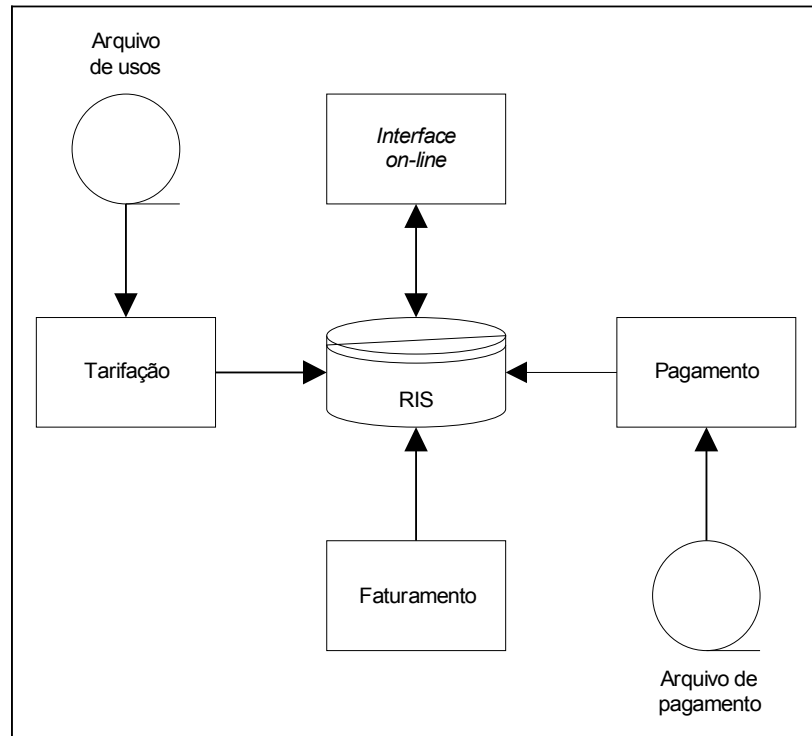 Arquivo
de usos
Interface
on-line
Tarifação
RIS
Pagamento
Faturamento
Arquivo de
pagamento